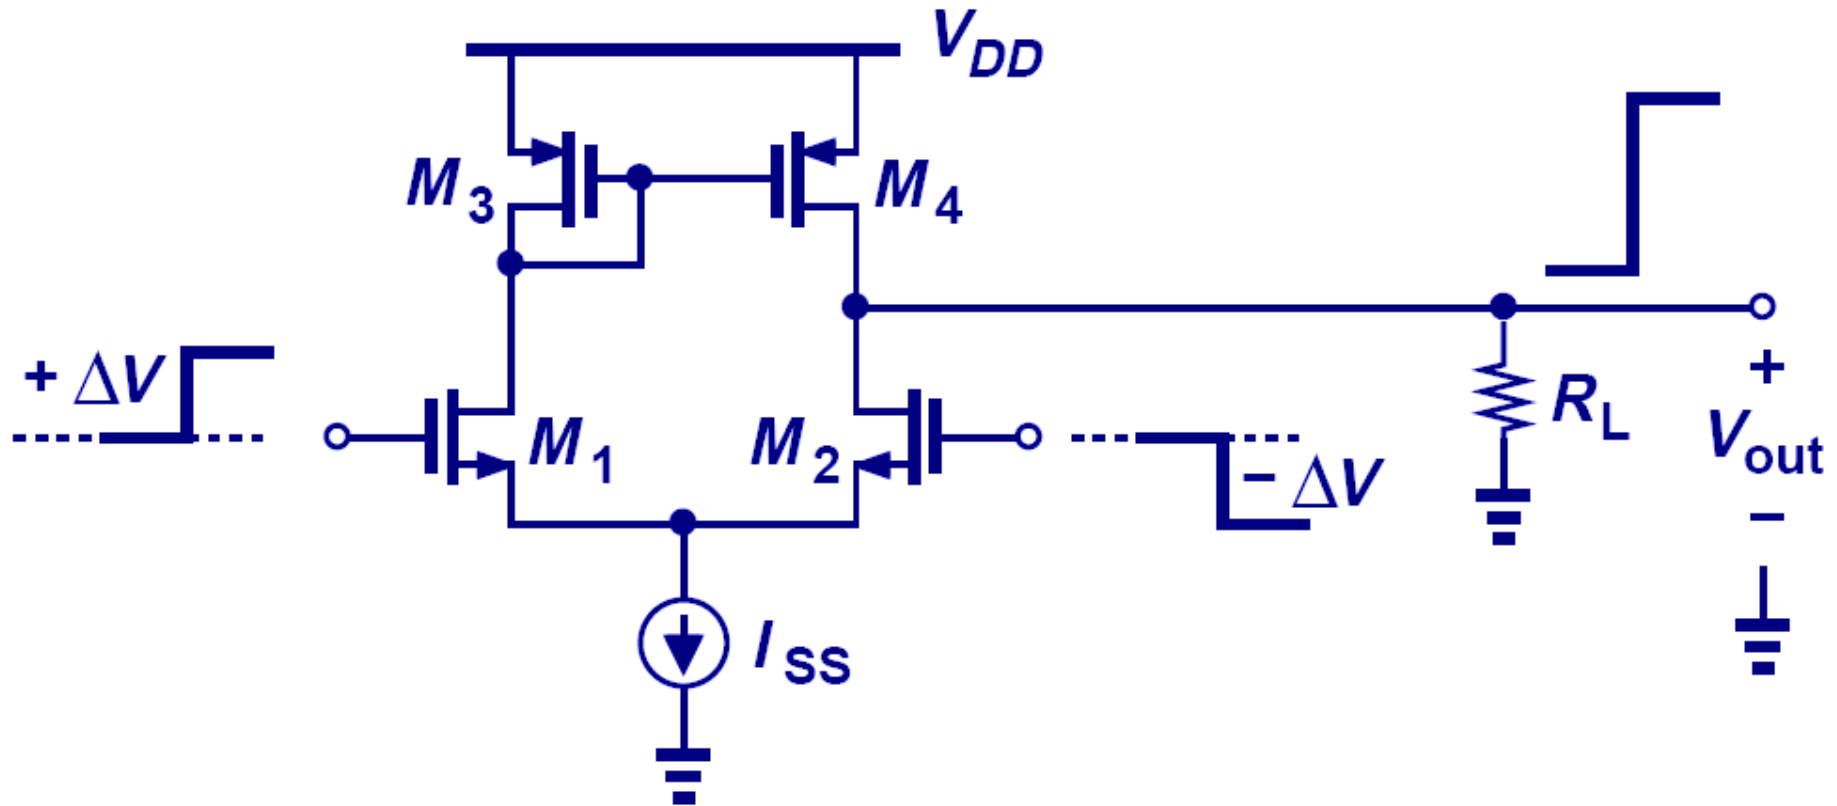 V_DD
M_3
M_4
+ΔV
M_1
M_2
−ΔV
R_L
+
V_out
−
I_SS